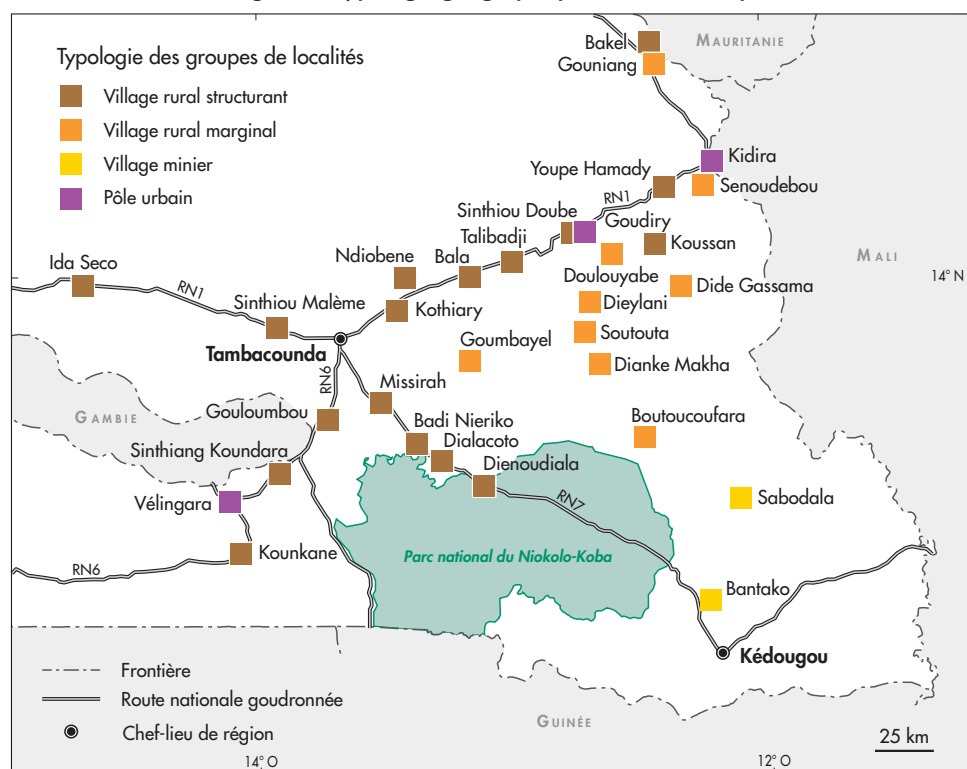 Typologie des groupes de localités
Village rural structurant
Village rural marginal
Village minier
Pôle urbain
MAURITANIE
Bakel
Gouniang
Kidira
Youpe Hamady
Senoudebou
RN1
Sinthiou Doube
Goudiry
Talibadji
Koussan
MALI
Ndiobene
Bala
Ida Seco
14° N
Doulouyabe
Dide Gassama
RN1
Sinthiou Malème
Kothiary
Dieylani
Tambacounda
Goumbayel
Soutouta
Dianke Makha
RN6
Missirah
GAMBIE
Gouloumbou
Badi Nieriko
Boutoucoufara
Sinthiang Koundara
Dialacoto
Dienoudiala
Vélingara
RN7
Sabodala
Kounkane
Parc national du Niokolo-Koba
RN6
Bantako
Kédougou
Frontière
Route nationale goudronnée
Chef-lieu de région
GUINÉE
25 km
14° O
12° O